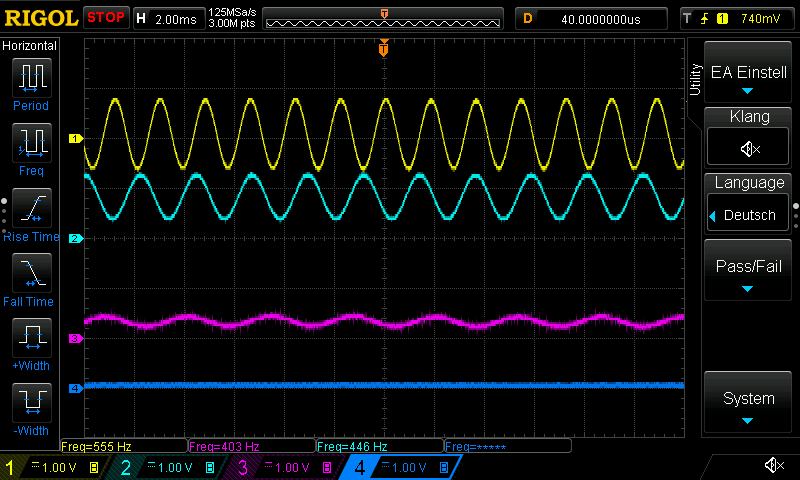 RIGOL STOP H 2.00ms 125MSa/s 3.00M pts T D 40.0000000us T 1 740mV
Horizontal
Period
Freq
Rise Time
Fall Time
+Width
-Width
T
1
2
3
4
Utility
EA Einstell
Klang
Language
Deutsch
Pass/Fail
System
Freq=555 Hz Freq=403 Hz Freq=446 Hz Freq=*****
1 1.00 V B 2 1.00 V B 3 1.00 V B 4 1.00 V B